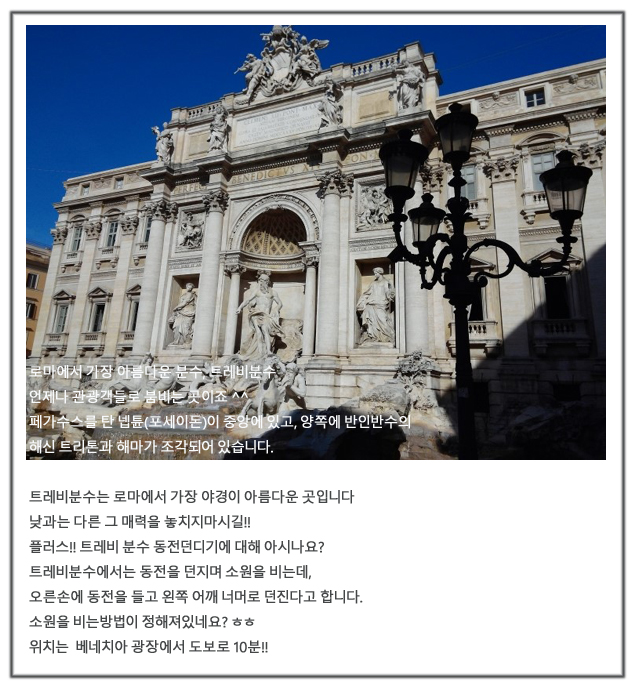 로마에서 가장 아름다운 분수. 트레비분수
언제나 관광객들로 붐비는 곳이죠 ^^
페가수스를 탄 넵튠(포세이돈)이 중앙에 있고, 양쪽에 반인반수의
해신 트리톤과 해마가 조각되어 있습니다.
트레비분수는 로마에서 가장 야경이 아름다운 곳입니다
낮과는 다른 그 매력을 놓치지마시길!!
플러스!! 트레비 분수 동전던디기에 대해 아시나요?
트레비분수에서는 동전을 던지며 소원을 비는데,
오른손에 동전을 들고 왼쪽 어깨 너머로 던진다고 합니다.
소원을 비는방법이 정해져있네요? ㅎㅎ
위치는 베네치아 광장에서 도보로 10분!!